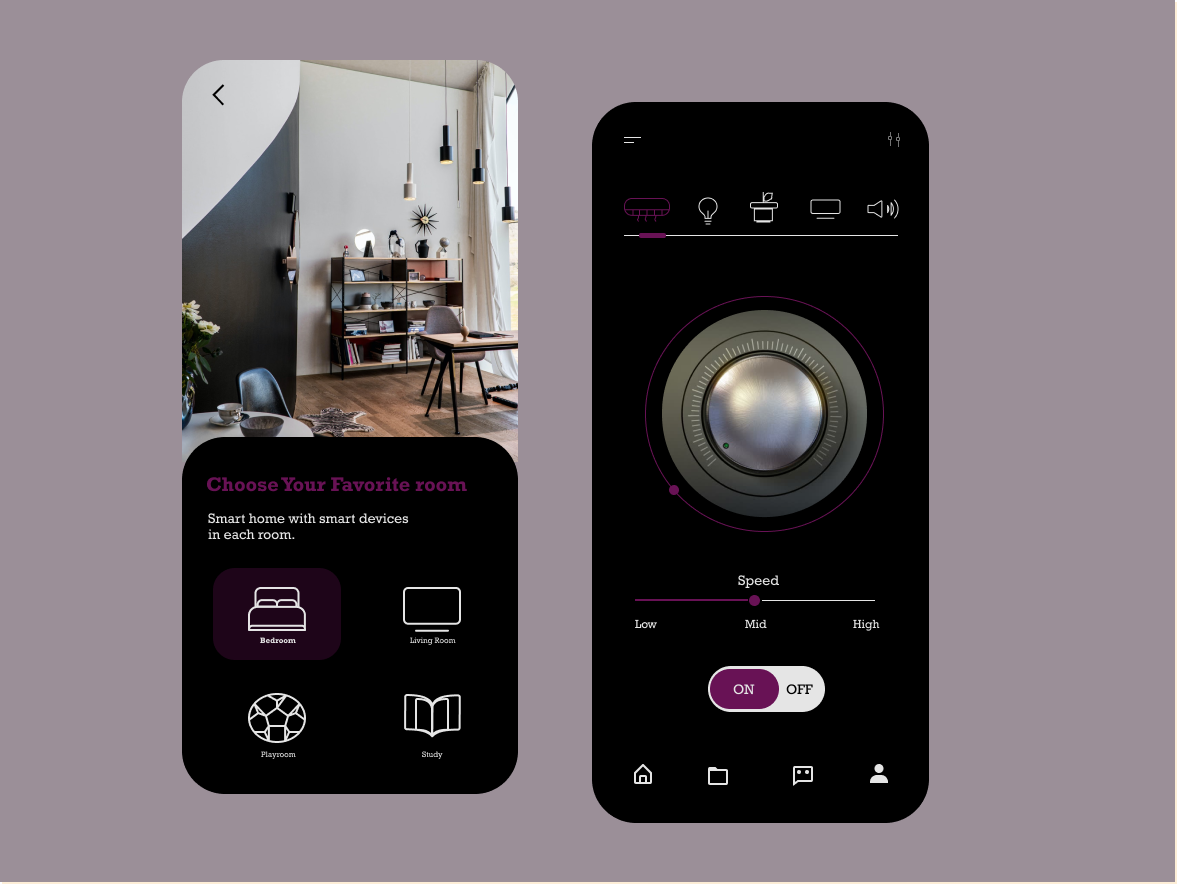 Choose Your Favorite room
Smart home with smart devices
in each room.
Bedroom
Living Room
Playroom
Study
Speed
Low
Mid
High
ON
OFF